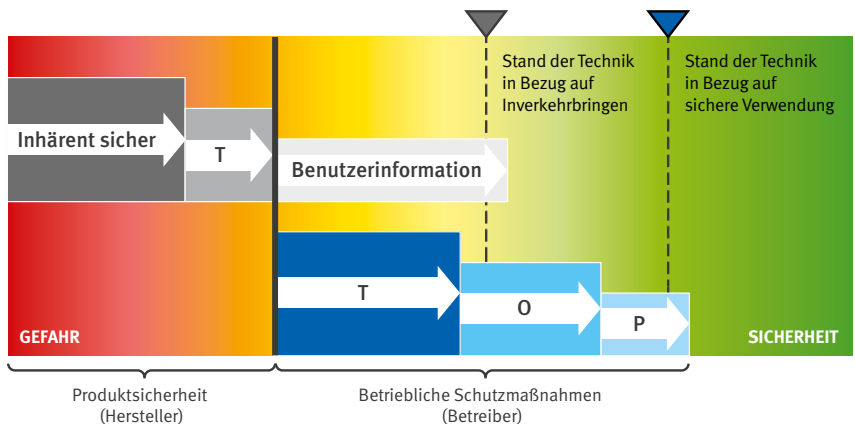 Stand der Technik
in Bezug auf
Inverkehrbringen
Stand der Technik
in Bezug auf
sichere Verwendung
Inhärent sicher
T
Benutzerinformation
T
O
P
GEFAHR
SICHERHEIT
Produktsicherheit
(Hersteller)
Betriebliche Schutzmaßnahmen
(Betreiber)